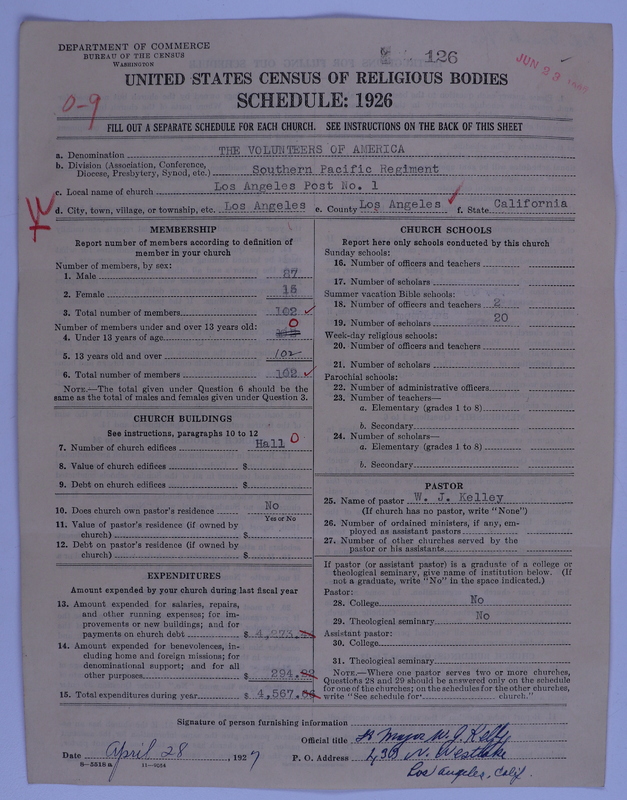 DEPARTMENT OF COMMERCE
BUREAU OF THE CENSUS
WASHINGTON
126
JUN 23
UNITED STATES CENSUS OF RELIGIOUS BODIES
SCHEDULE: 1926
0-9
FILL OUT A SEPARATE SCHEDULE FOR EACH CHURCH. SEE INSTRUCTIONS ON THE BACK OF THIS SHEET
a. Denomination THE VOLUNTEERS OF AMERICA
b. Division (Association, Conference, Diocese, Presbytery, Synod, etc.) Southern Pacific Regiment
c. Local name of church Los Angeles Post No. 1
d. City, town, village, or township, etc. Los Angeles e. County Los Angeles f. State California
MEMBERSHIP
Report number of members according to definition of
member in your church
Number of members, by sex:
1. Male 87
2. Female 15
3. Total number of members 102
Number of members under and over 13 years old:
4. Under 13 years of age 0
5. 13 years old and over 102
6. Total number of members 102
NOTE.—The total given under Question 6 should be the
same as the total of males and females given under Question 3.
CHURCH BUILDINGS
See instructions, paragraphs 10 to 12
7. Number of church edifices Hall 0
8. Value of church edifices $
9. Debt on church edifices $
10. Does church own pastor's residence No
Yes or No
11. Value of pastor's residence (if owned by
church) $
12. Debt on pastor's residence (if owned by
church) $
EXPENDITURES
Amount expended by your church during last fiscal year
13. Amount expended for salaries, repairs,
and other running expenses; for im-
provements or new buildings; and for
payments on church debt $ 4,273.
14. Amount expended for benevolences, in-
cluding home and foreign missions; for
denominational support; and for all
other purposes $ 294.
15. Total expenditures during year $ 4,567.
CHURCH SCHOOLS
Report here only schools conducted by this church
Sunday schools:
16. Number of officers and teachers
17. Number of scholars
Summer vacation Bible schools:
18. Number of officers and teachers 2
19. Number of scholars 20
Week-day religious schools:
20. Number of officers and teachers
21. Number of scholars
Parochial schools:
22. Number of administrative officers
23. Number of teachers—
a. Elementary (grades 1 to 8)
b. Secondary
24. Number of scholars—
a. Elementary (grades 1 to 8)
b. Secondary
PASTOR
25. Name of pastor W. J. Kelley
(If church has no pastor, write "None")
26. Number of ordained ministers, if any, em-
ployed as assistant pastors
27. Number of other churches served by the
pastor or his assistants
If pastor (or assistant pastor) is a graduate of a college or
theological seminary, give name of institution below. (If
not a graduate, write "No" in the space indicated.)
Pastor:
28. College No
29. Theological seminary No
Assistant pastor:
30. College
31. Theological seminary
NOTE.—Where one pastor serves two or more churches,
Questions 28 and 29 should be answered only on the schedule
for one of the churches; on the schedules for the other churches,
write "See schedule for church."
Signature of person furnishing information
Official title Major W. J. Kelley
Date April 28, 1927 P. O. Address N. Westlake
8-5518a 11-9284 Los Angeles, Calif.